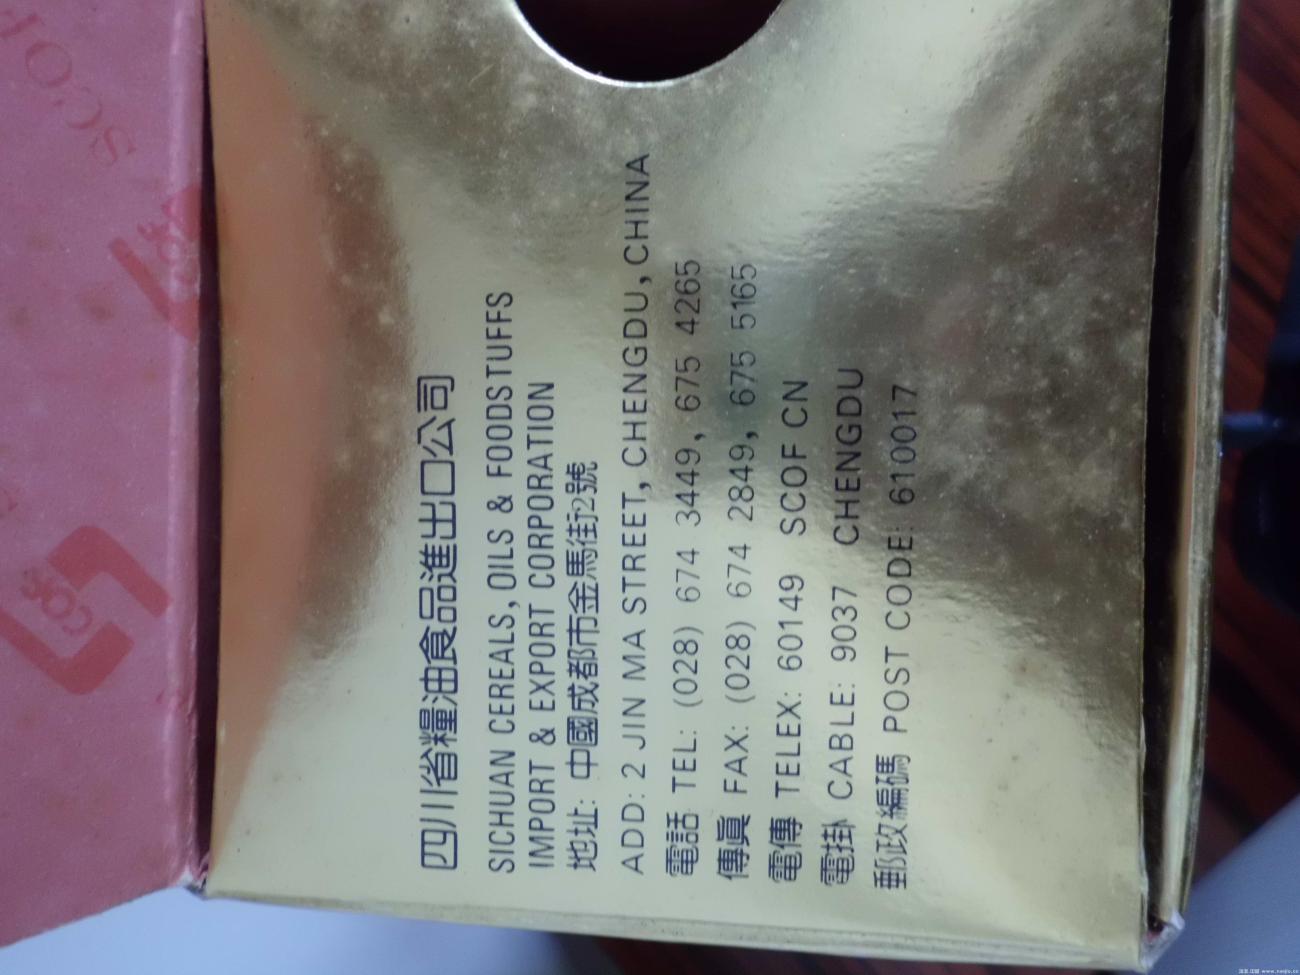 四川省糧油食品進出口公司
SICHUAN CEREALS, OILS & FOODSTUFFS
IMPORT & EXPORT CORPORATION
地址: 中國成都市金馬街2號
ADD: 2 JIN MA STREET, CHENGDU, CHINA
電話 TEL: (028) 674 3449, 675 4265
傳眞 FAX: (028) 674 2849, 675 5165
電傳 TELEX: 60149 SCOF CN
電掛 CABLE: 9037 CHENGDU
郵政編碼 POST CODE: 610017
SCOF
COF
COF